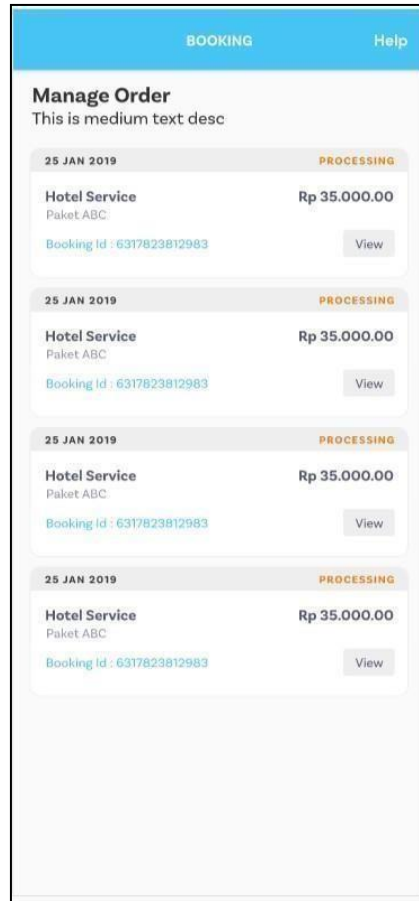 BOOKING Help
Manage Order
This is medium text desc
25 JAN 2019 PROCESSING
Hotel Service Rp 35.000.00
Paket ABC
Booking Id : 6317823812983 View
25 JAN 2019 PROCESSING
Hotel Service Rp 35.000.00
Paket ABC
Booking Id : 6317823812983 View
25 JAN 2019 PROCESSING
Hotel Service Rp 35.000.00
Paket ABC
Booking Id : 6317823812983 View
25 JAN 2019 PROCESSING
Hotel Service Rp 35.000.00
Paket ABC
Booking Id : 6317823812983 View